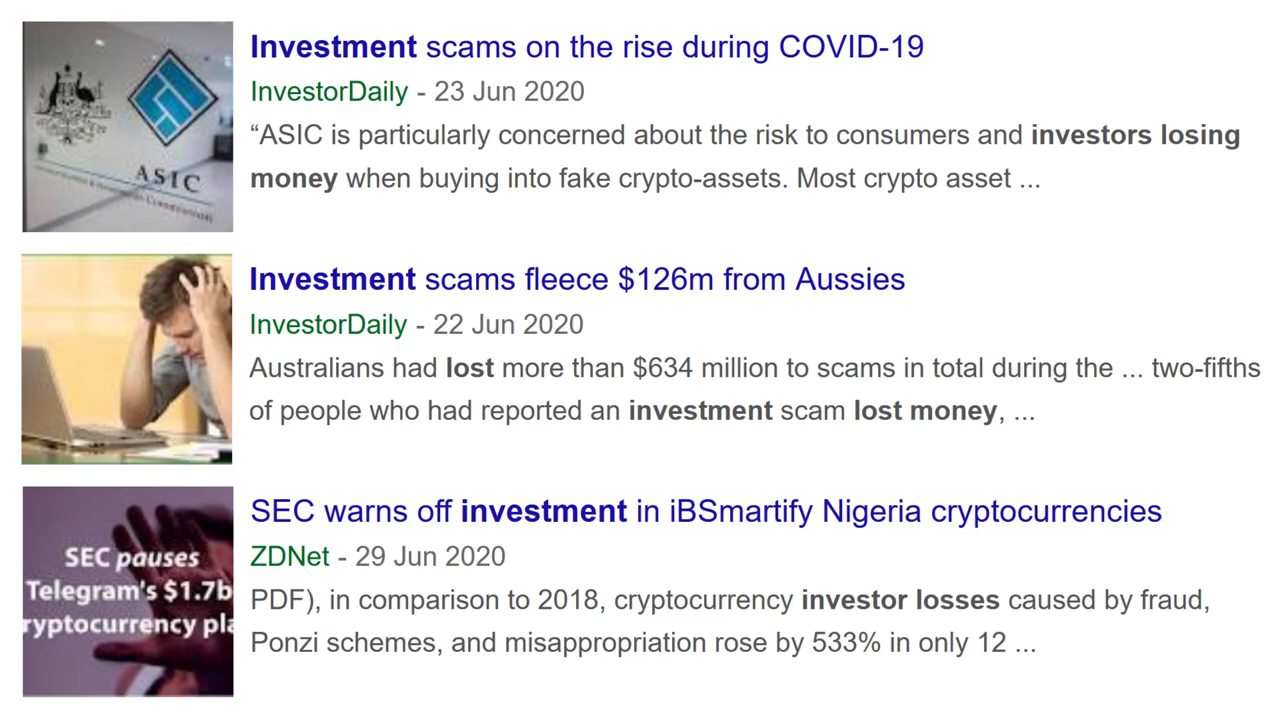 Investment scams on the rise during COVID-19
InvestorDaily - 23 Jun 2020
“ASIC is particularly concerned about the risk to consumers and investors losing
money when buying into fake crypto-assets. Most crypto asset ...
ASIC
Investment scams fleece $126m from Aussies
InvestorDaily - 22 Jun 2020
Australians had lost more than $634 million to scams in total during the ... two-fifths
of people who had reported an investment scam lost money, ...
SEC warns off investment in iBSmartify Nigeria cryptocurrencies
ZDNet - 29 Jun 2020
PDF), in comparison to 2018, cryptocurrency investor losses caused by fraud,
Ponzi schemes, and misappropriation rose by 533% in only 12 ...
SEC pauses
Telegram's $1.7b
ryptocurrency pla